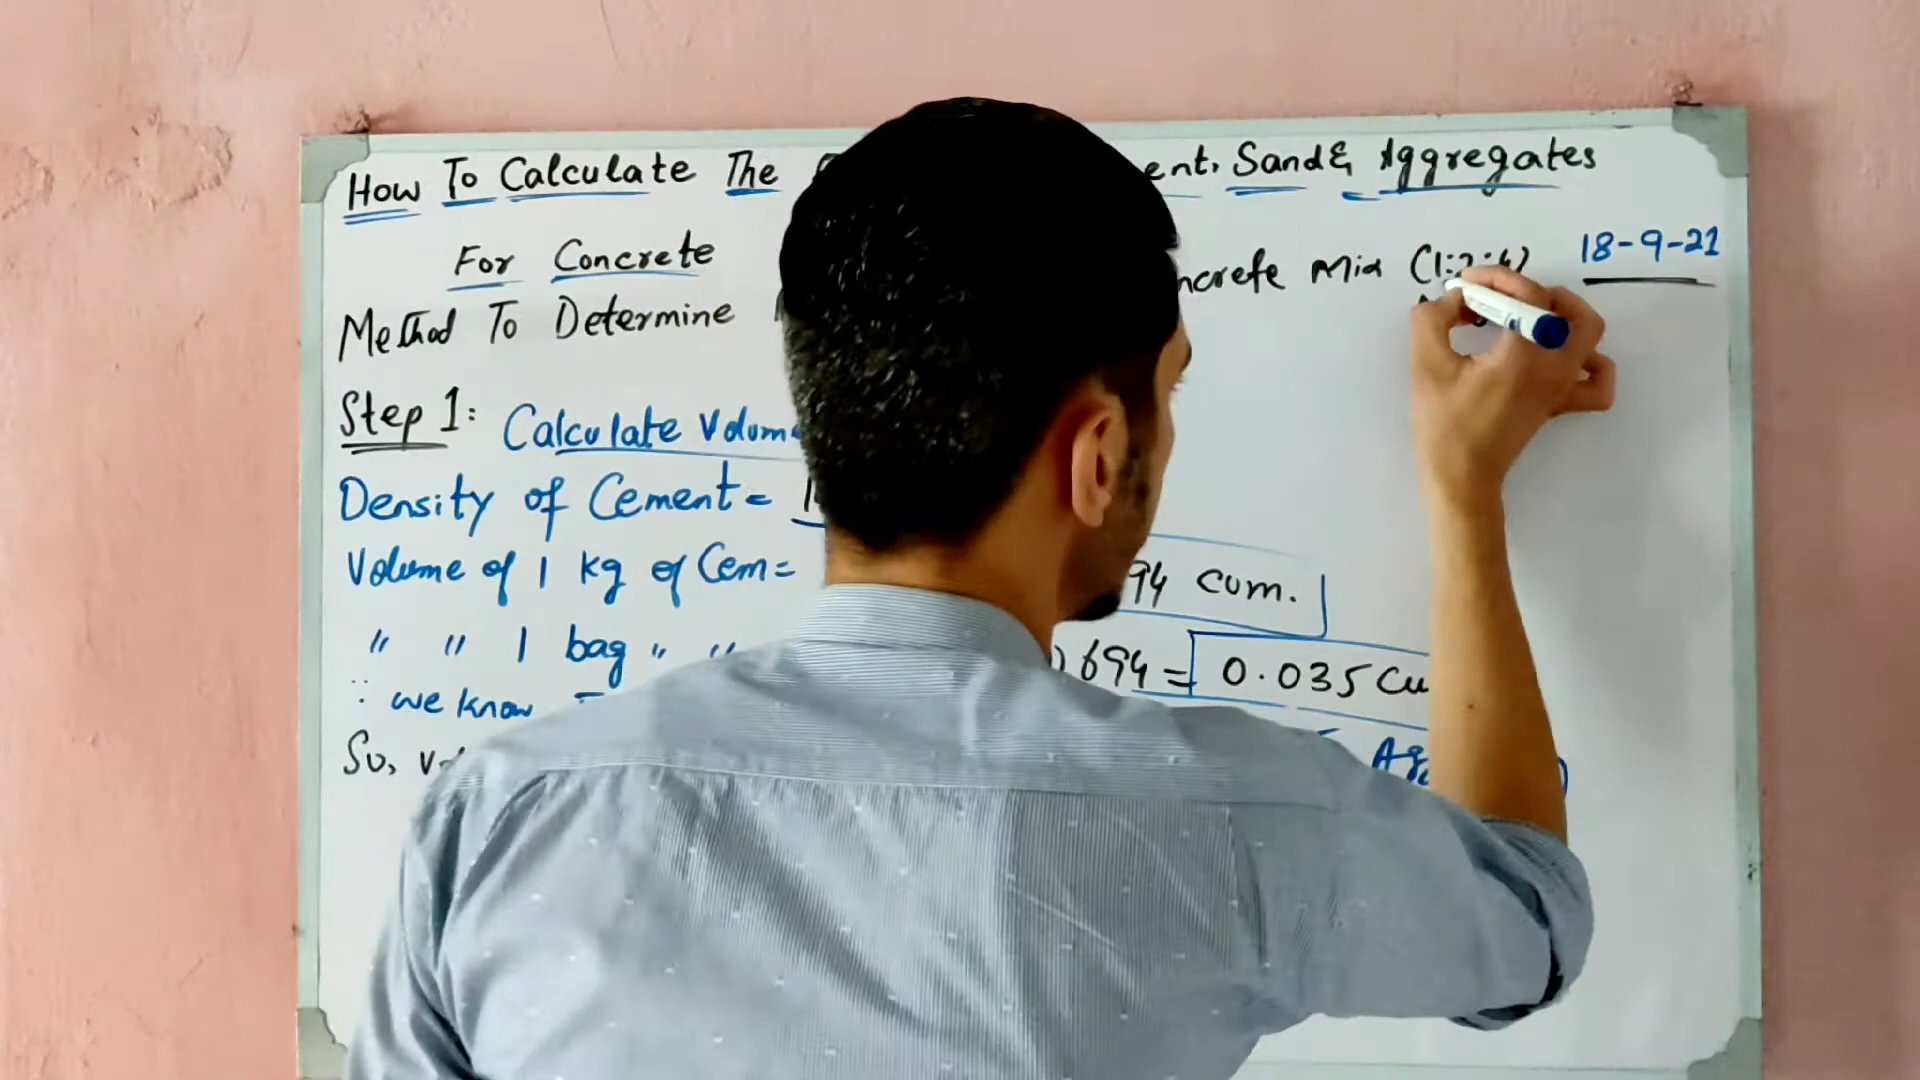 How To Calculate The ent, Sand & Aggregates
For Concrete ncrete Mix (1:2:4) 18-9-21
Method To Determine
Step 1: Calculate Volum
Density of Cement =
Volume of 1 kg of Cem = 94 cum.
" " 1 bag " " 694 = 0.035 Cu
∵ we know
So, Ag